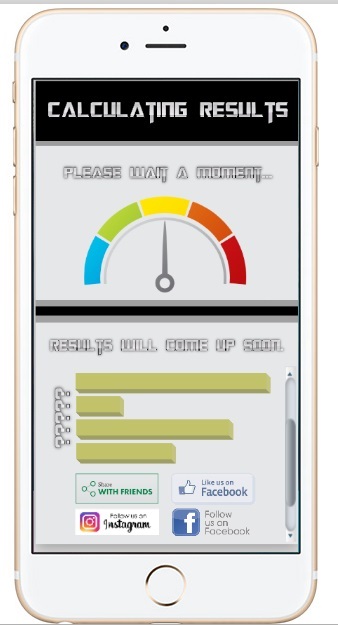 CALCULATING RESULTS
PLEASE WAIT A MOMENT...
RESULTS WILL COME UP SOON.
?????
Share
WITH FRIENDS
Like us on
Facebook
Follow us on
Instagram
Follow
us on
Facebook